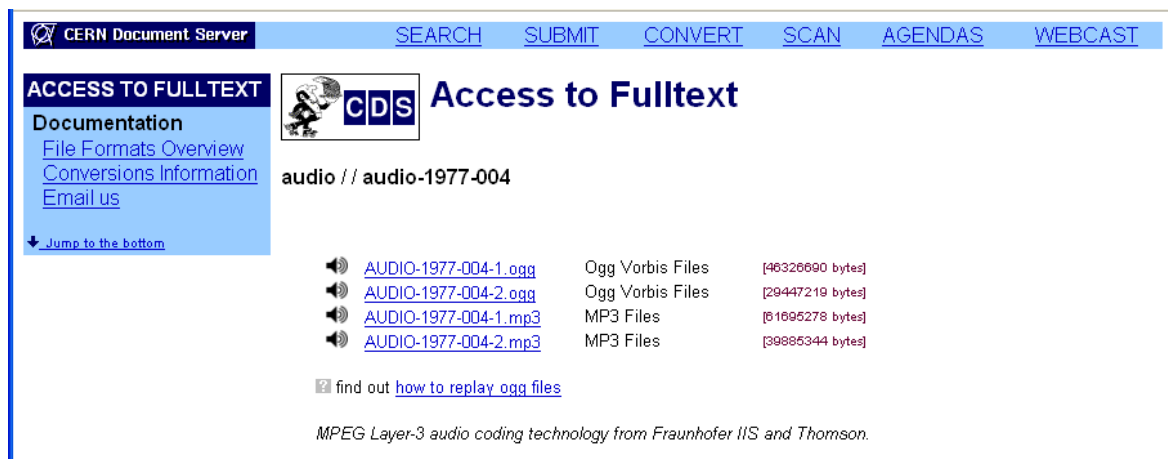 CERN Document Server SEARCH SUBMIT CONVERT SCAN AGENDAS WEBCAST
ACCESS TO FULLTEXT
Documentation
File Formats Overview
Conversions Information
Email us
Jump to the bottom
CDS Access to Fulltext
audio // audio-1977-004
AUDIO-1977-004-1.ogg Ogg Vorbis Files [46326690 bytes]
AUDIO-1977-004-2.ogg Ogg Vorbis Files [29447219 bytes]
AUDIO-1977-004-1.mp3 MP3 Files [61695278 bytes]
AUDIO-1977-004-2.mp3 MP3 Files [39885344 bytes]
? find out how to replay ogg files
MPEG Layer-3 audio coding technology from Fraunhofer IIS and Thomson.